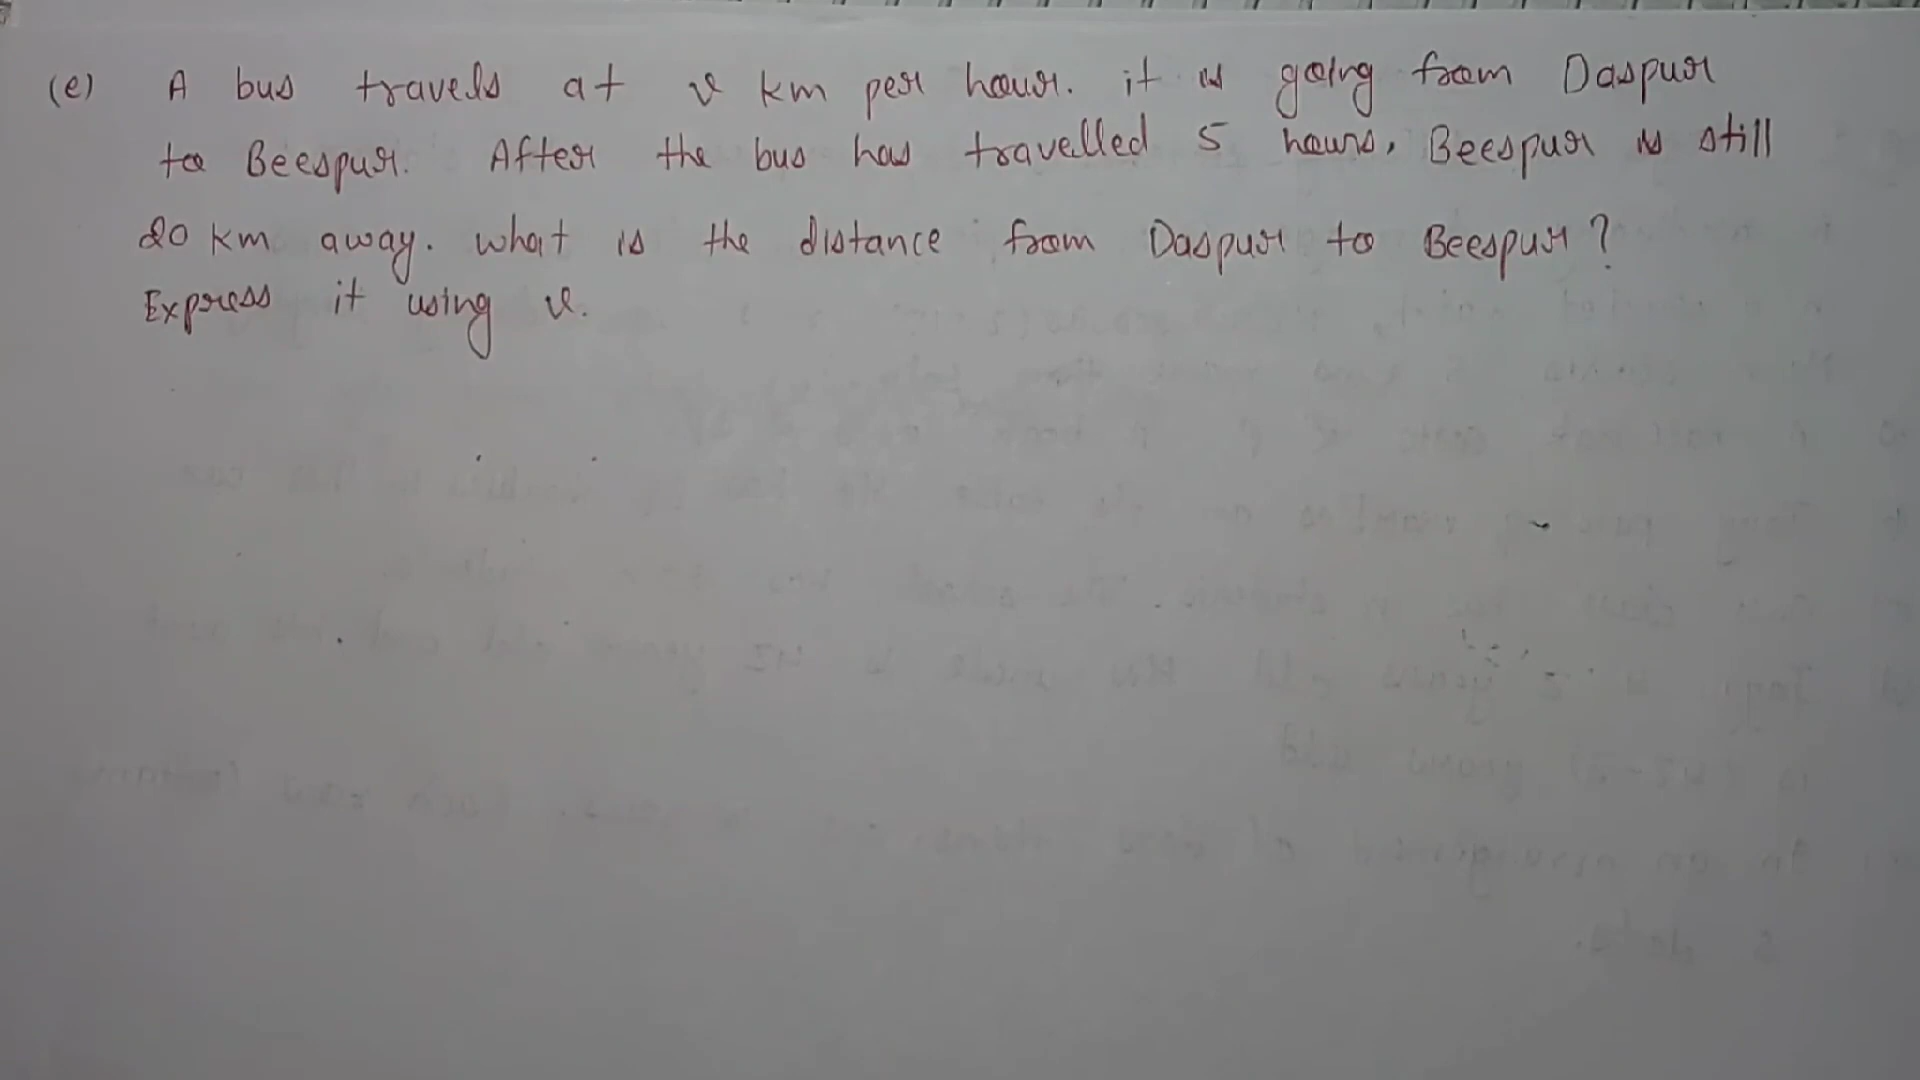 (e) A bus travels at v km per hour. it is going from Daspur
to Beespur. After the bus has travelled 5 hours, Beespur is still
20 km away. what is the distance from Daspur to Beespur?
Express it using v.